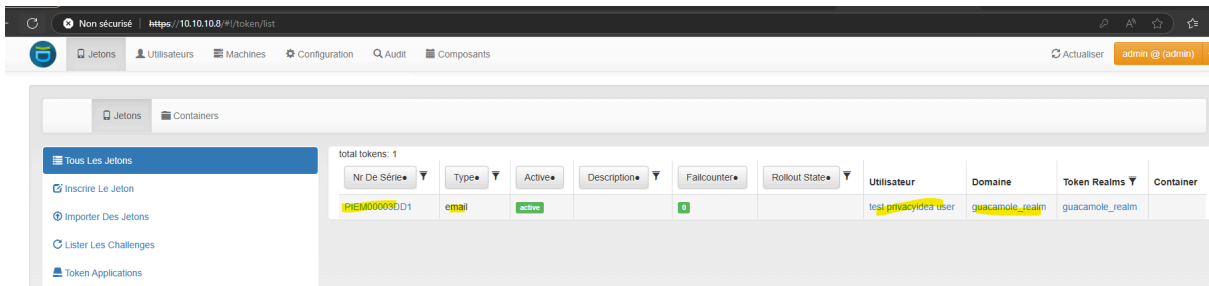 Non sécurisé https://10.10.10.8/#!/token/list
Jetons Utilisateurs Machines Configuration Audit Composants Actualiser admin @ (admin)
Jetons Containers
Tous Les Jetons
Inscrire Le Jeton
Importer Des Jetons
Lister Les Challenges
Token Applications
total tokens: 1
Nr De Série Type Active Description Failcounter Rollout State Utilisateur Domaine Token Realms Container
PIEM00003DD1 email active 0 test privacyidea user guacamole_realm guacamole_realm